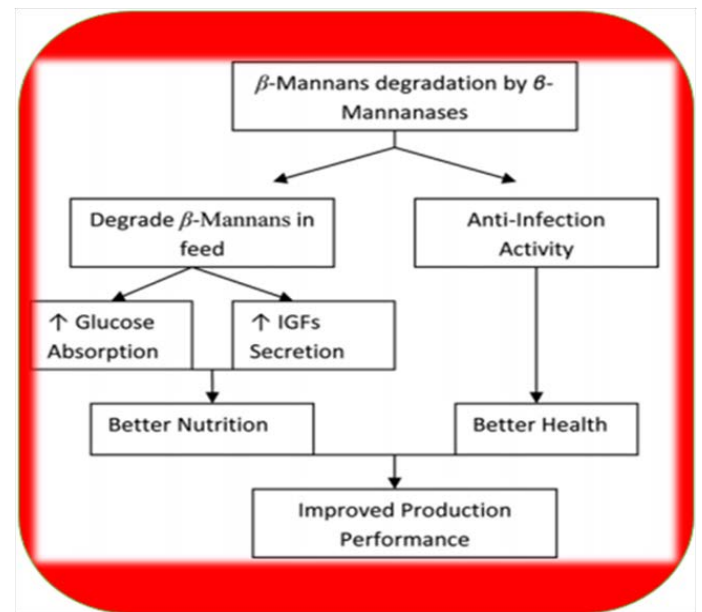 β-Mannans degradation by β-
Mannanases
Degrade β-Mannans in
feed
Anti-Infection
Activity
↑ Glucose
Absorption
↑ IGFs
Secretion
Better Nutrition
Better Health
Improved Production
Performance